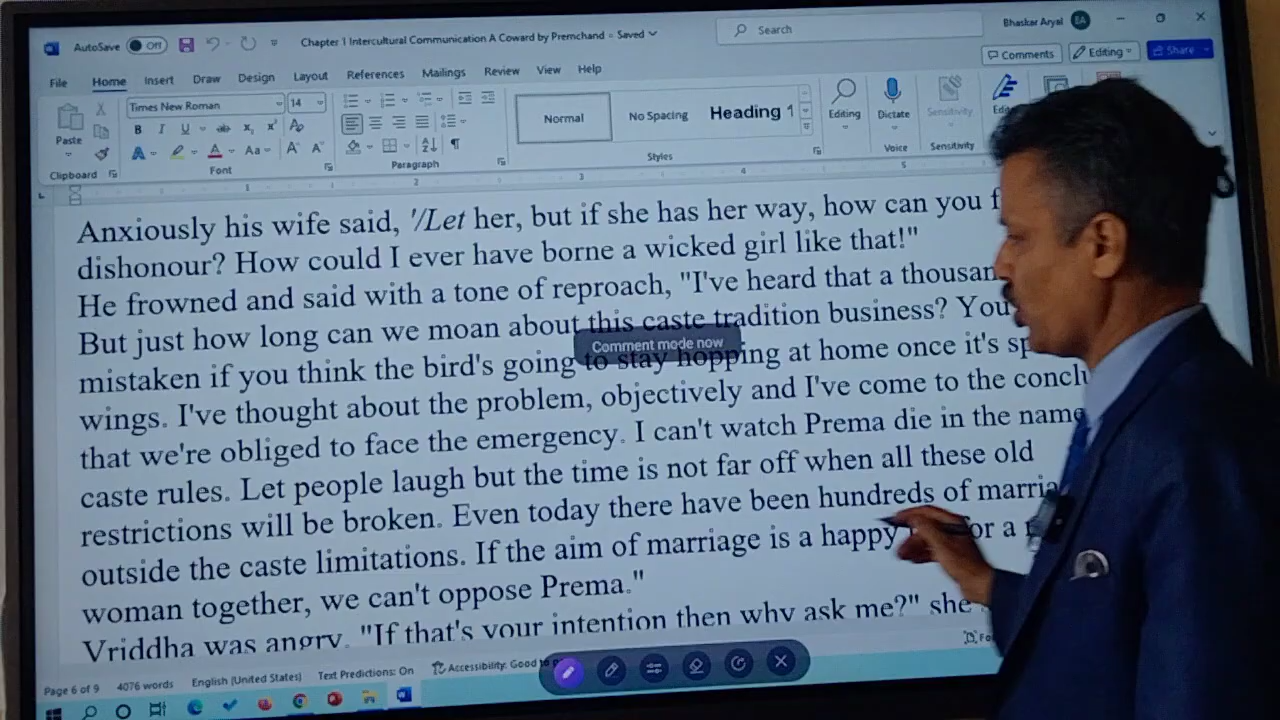 AutoSave Off
Chapter 1 Intercultural Communication A Coward by Premchand - Saved
Search
Bhaskar Aryal BA
File Home Insert Draw Design Layout References Mailings Review View Help
Comments Editing Share
Paste
Clipboard
Times New Roman 14
Font
Paragraph
Normal No Spacing Heading 1
Styles
Editing
Dictate
Voice
Sensitivity
Sensitivity
1 2 3 4 5
Anxiously his wife said, '/Let her, but if she has her way, how can you
dishonour? How could I ever have borne a wicked girl like that!"
He frowned and said with a tone of reproach, "I've heard that a
But just how long can we moan about this caste tradition business? You
mistaken if you think the bird's going to stay hopping at home once it's
Comment mode now
wings. I've thought about the problem, objectively and I've come to the
that we're obliged to face the emergency. I can't watch Prema die in the name
caste rules. Let people laugh but the time is not far off when all these old
restrictions will be broken. Even today there have been hundreds of
outside the caste limitations. If the aim of marriage is a happy for a
woman together, we can't oppose Prema."
Vriddha was angry. "If that's your intention then why ask me?" she
Page 6 of 9 4076 words English (United States) Text Predictions: On Accessibility: Good